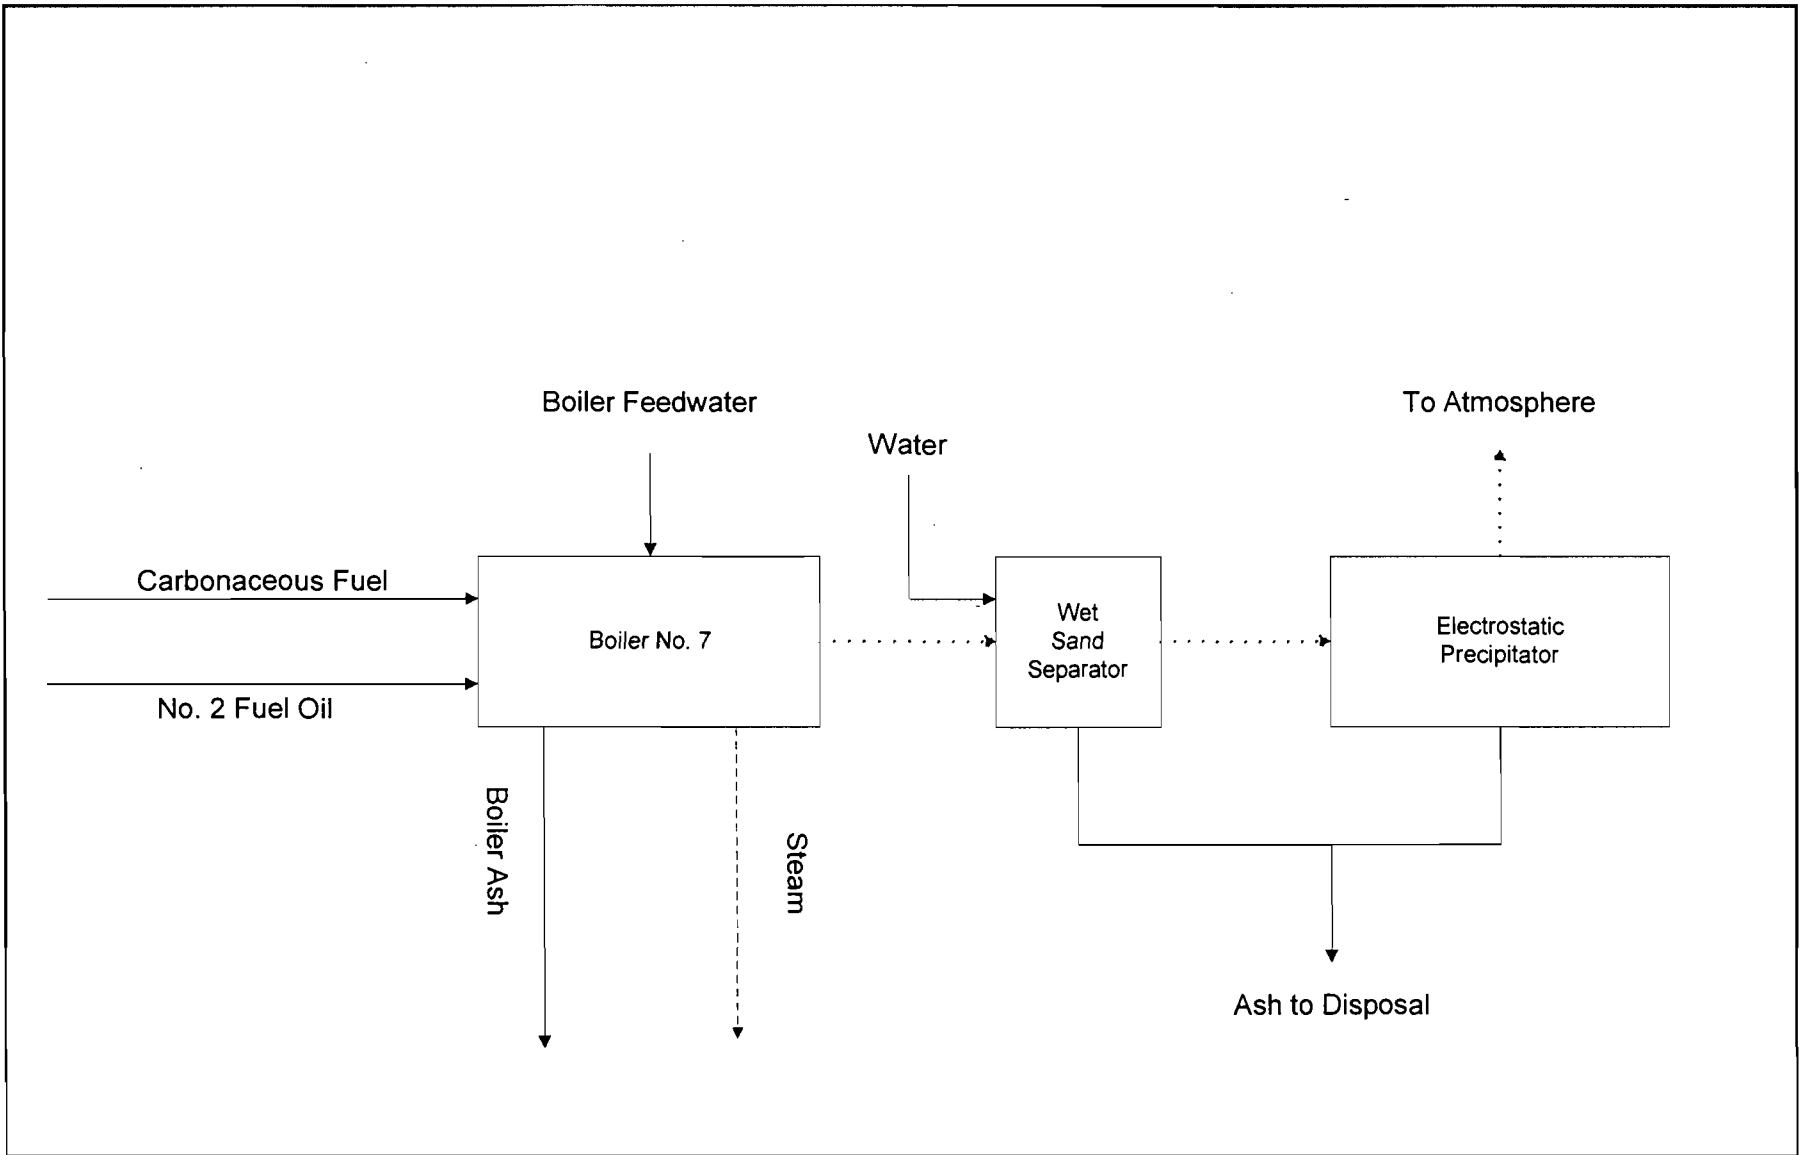 Boiler Feedwater
To Atmosphere
Water
Carbonaceous Fuel
Boiler No. 7
Wet
Sand
Separator
Electrostatic
Precipitator
No. 2 Fuel Oil
Boiler Ash
Steam
Ash to Disposal